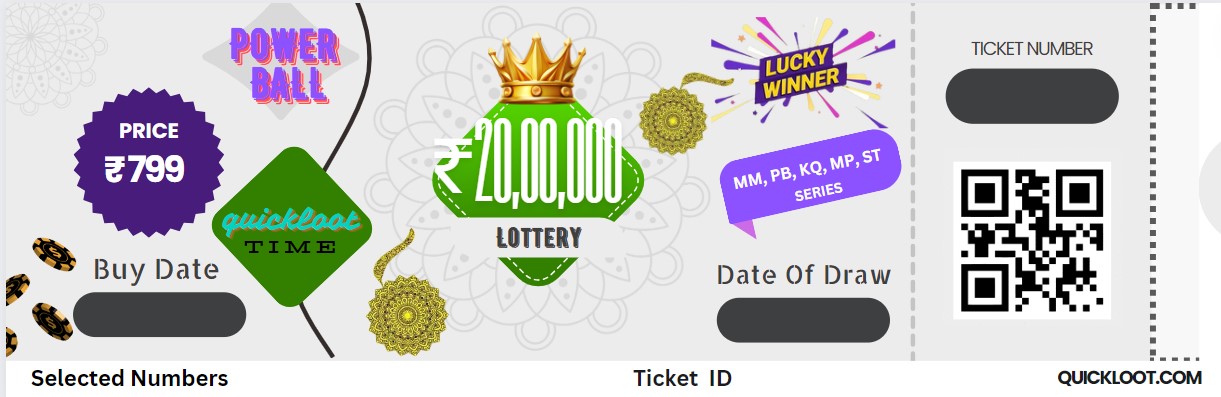 POWER
BALL
PRICE
₹799
quickloot
TIME
Buy Date
₹20,00,000
LOTTERY
LUCKY
WINNER
MM, PB, KQ, MP, ST
SERIES
Date Of Draw
TICKET NUMBER
Selected Numbers
Ticket ID
QUICKLOOT.COM